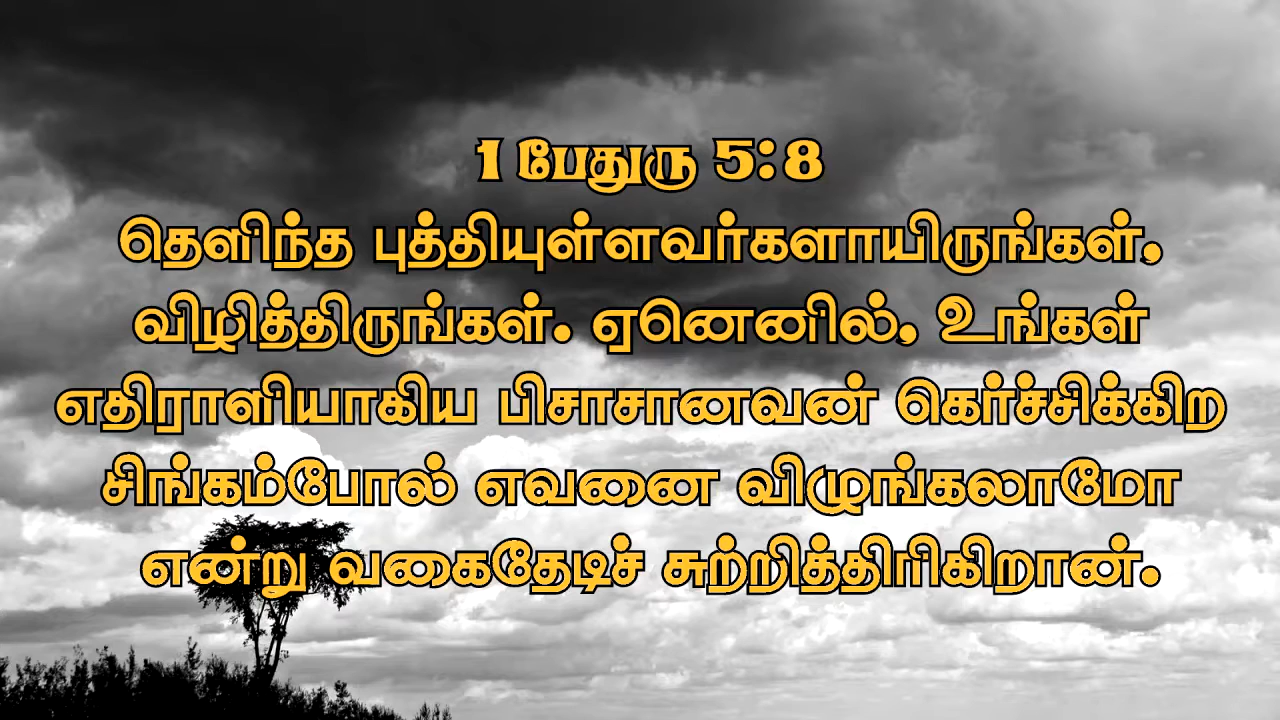 1 பேதுரு 5:8
தெளிந்த புத்தியுள்ளவர்களாயிருங்கள்.
விழித்திருங்கள். ஏனெனில், உங்கள்
எதிராளியாகிய பிசாசானவன் கெர்ச்சிக்கிற
சிங்கம்போல் எவனை விழுங்கலாமோ
என்று வகைதேடிச் சுற்றித்திரிகிறான்.